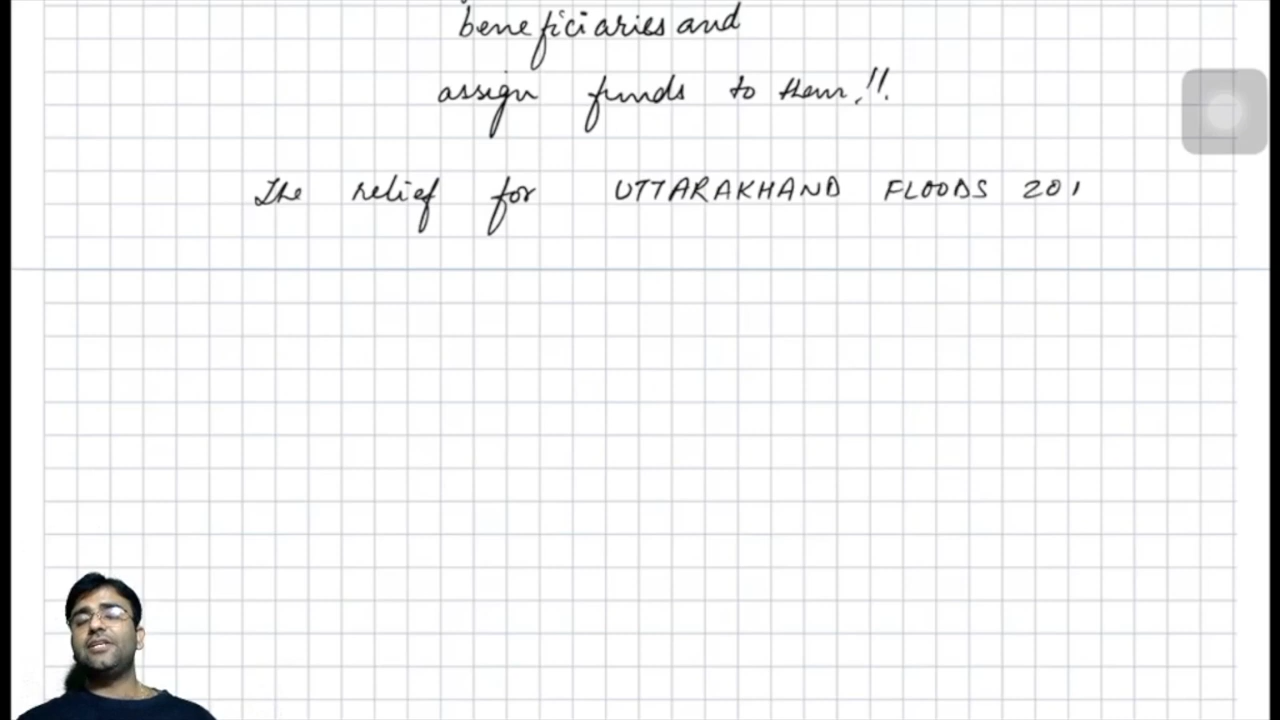 beneficiaries and
assign funds to them.!!.
The relief for UTTARAKHAND FLOODS 201